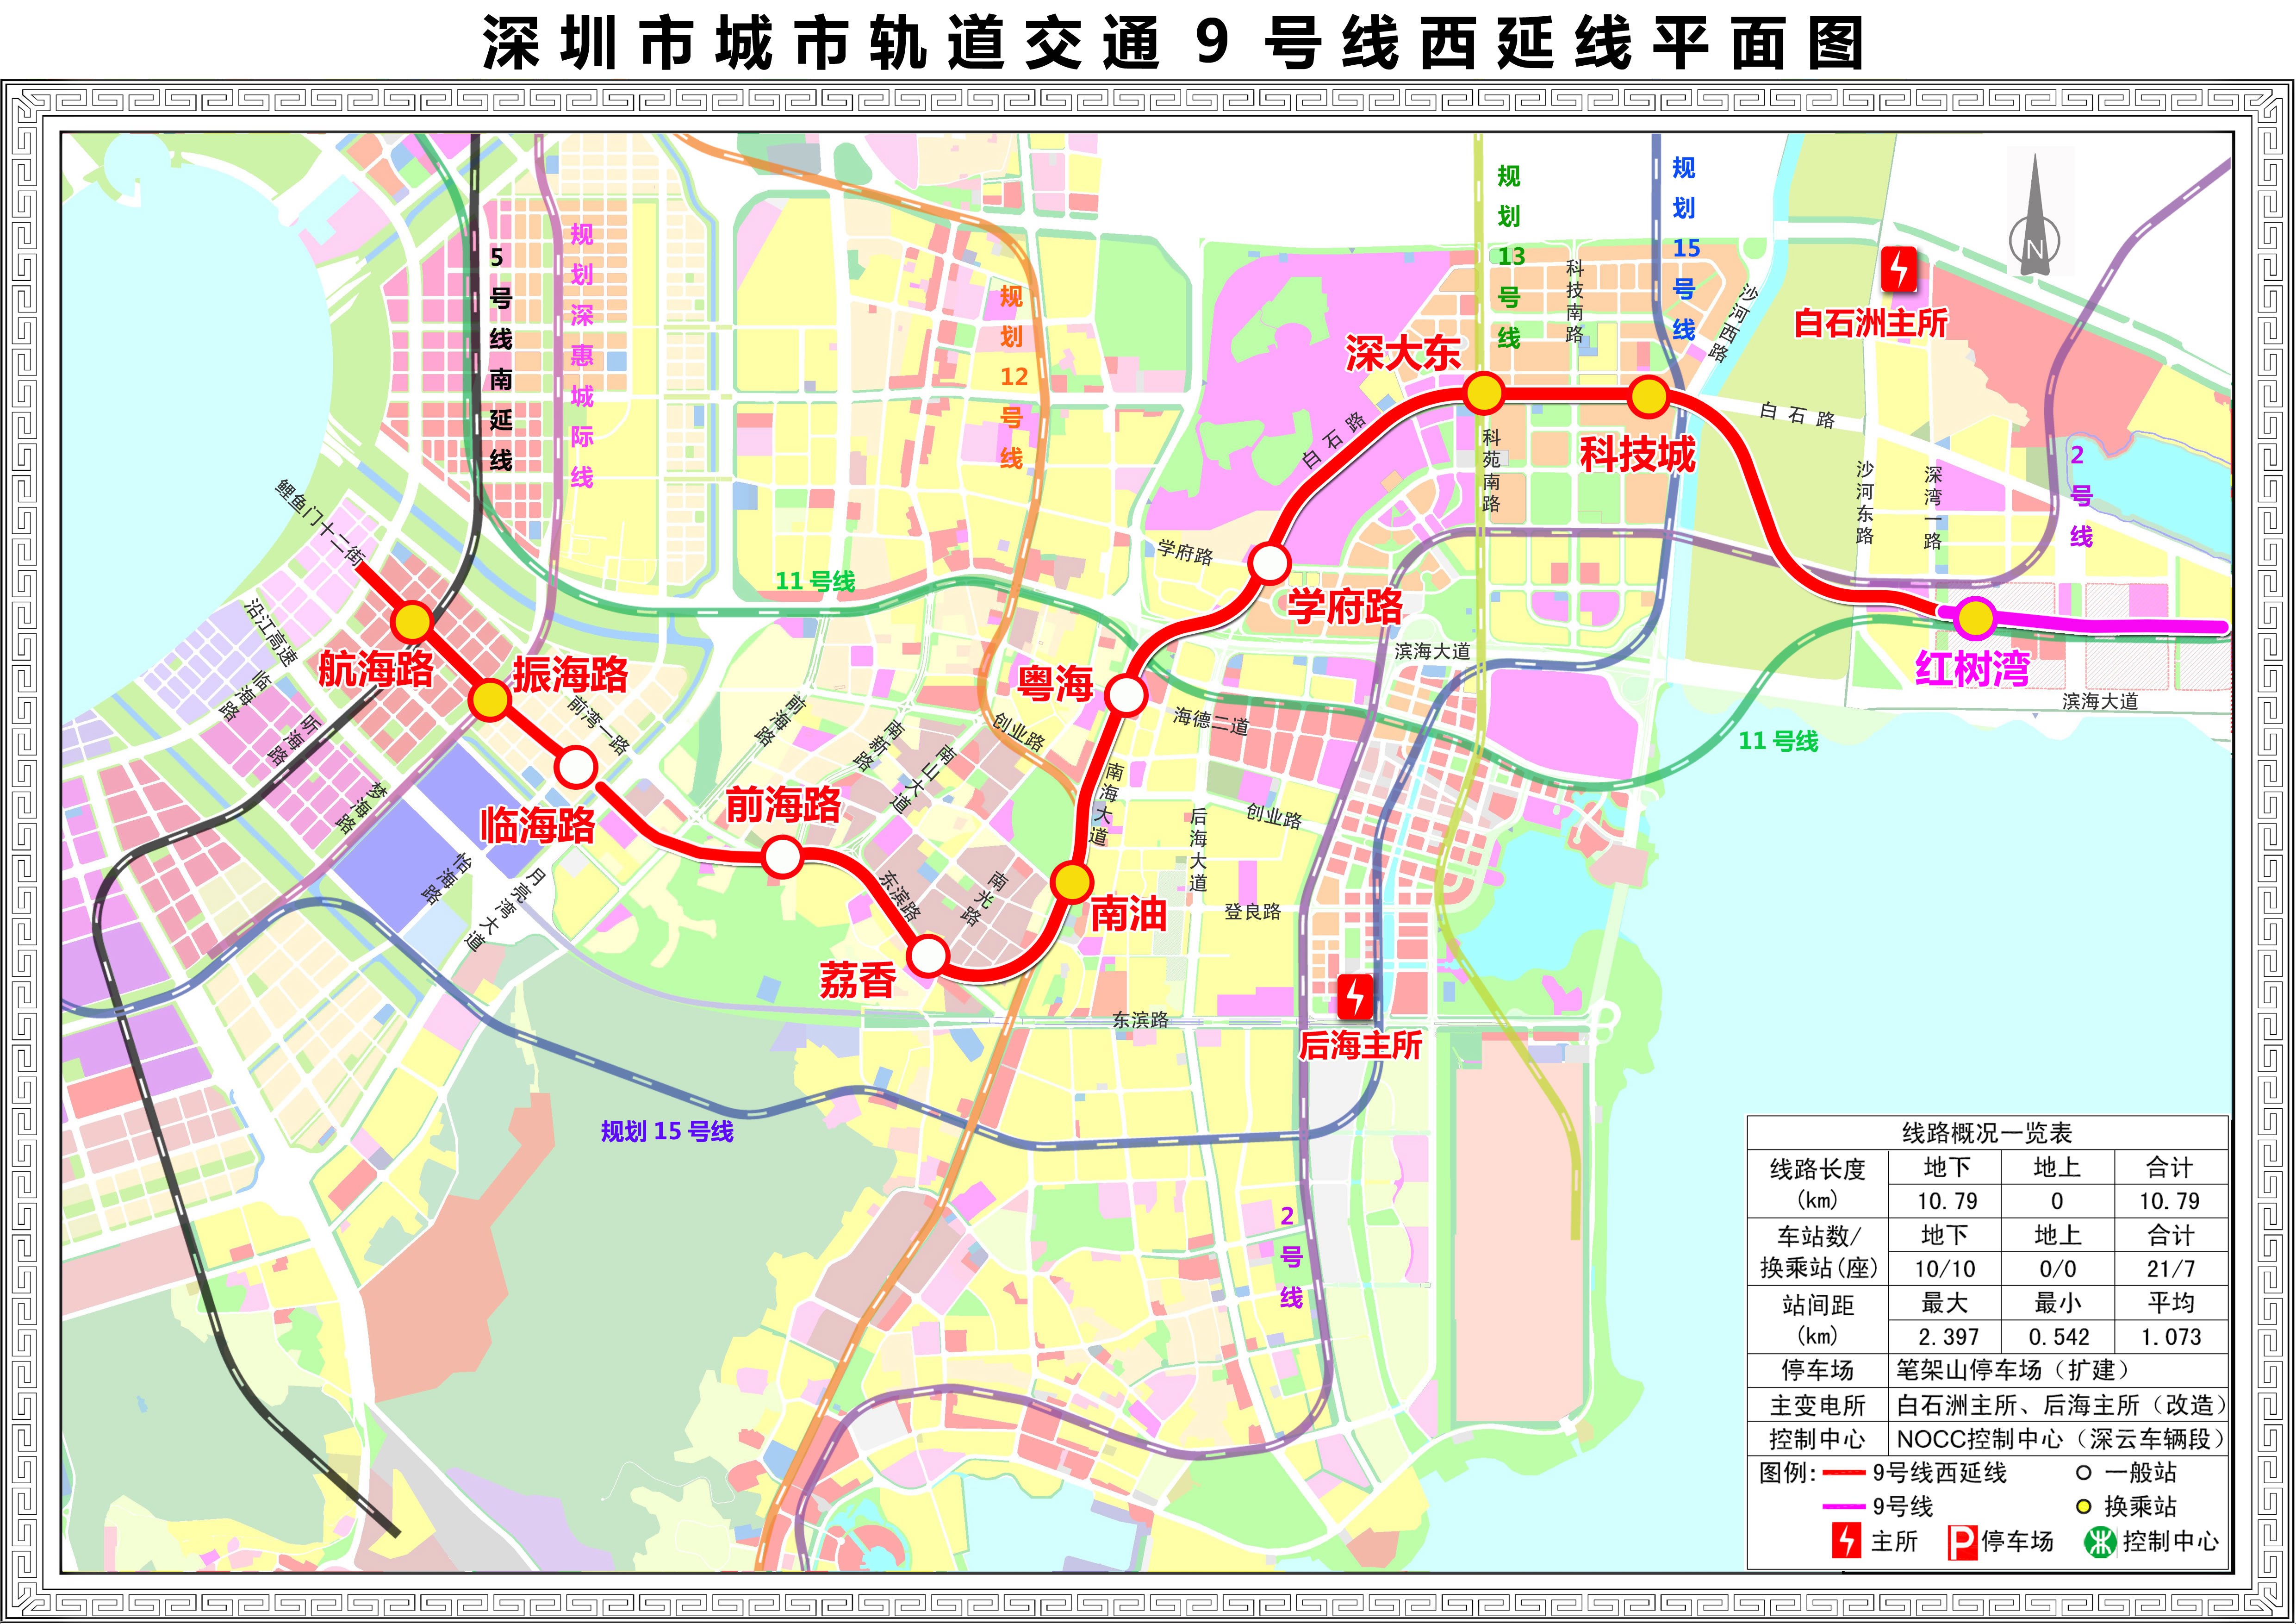 深圳市城市轨道交通9号线西延线平面图
5号线南延线
规划深惠城际线
规划12号线
规划13号线
规划15号线
科技南路
沙河西路
白石洲主所
N
深大东
科技城
白石路
白石路
科苑南路
沙河东路
深湾一路
2号线
鲤鱼门十二街
11号线
学府路
学府路
沿江高速
航海路
振海路
粤海
滨海大道
红树湾
滨海大道
临海路
听海路
前湾一路
前海路
南新路
南山大道
创业路
海德二道
11号线
梦海路
临海路
前海路
南海大道
后海大道
创业路
怡海路
月亮湾大道
东滨路
南光路
南油
登良路
荔香
东滨路
后海主所
规划15号线
2号线
线路概况一览表
线路长度(km) 地下 地上 合计
10.79 0 10.79
车站数/换乘站(座) 地下 地上 合计
10/10 0/0 21/7
站间距(km) 最大 最小 平均
2.397 0.542 1.073
停车场 笔架山停车场（扩建）
主变电所 白石洲主所、后海主所（改造）
控制中心 NOCC控制中心（深云车辆段）
图例: 9号线西延线 一般站
9号线 换乘站
主所 P 停车场 控制中心